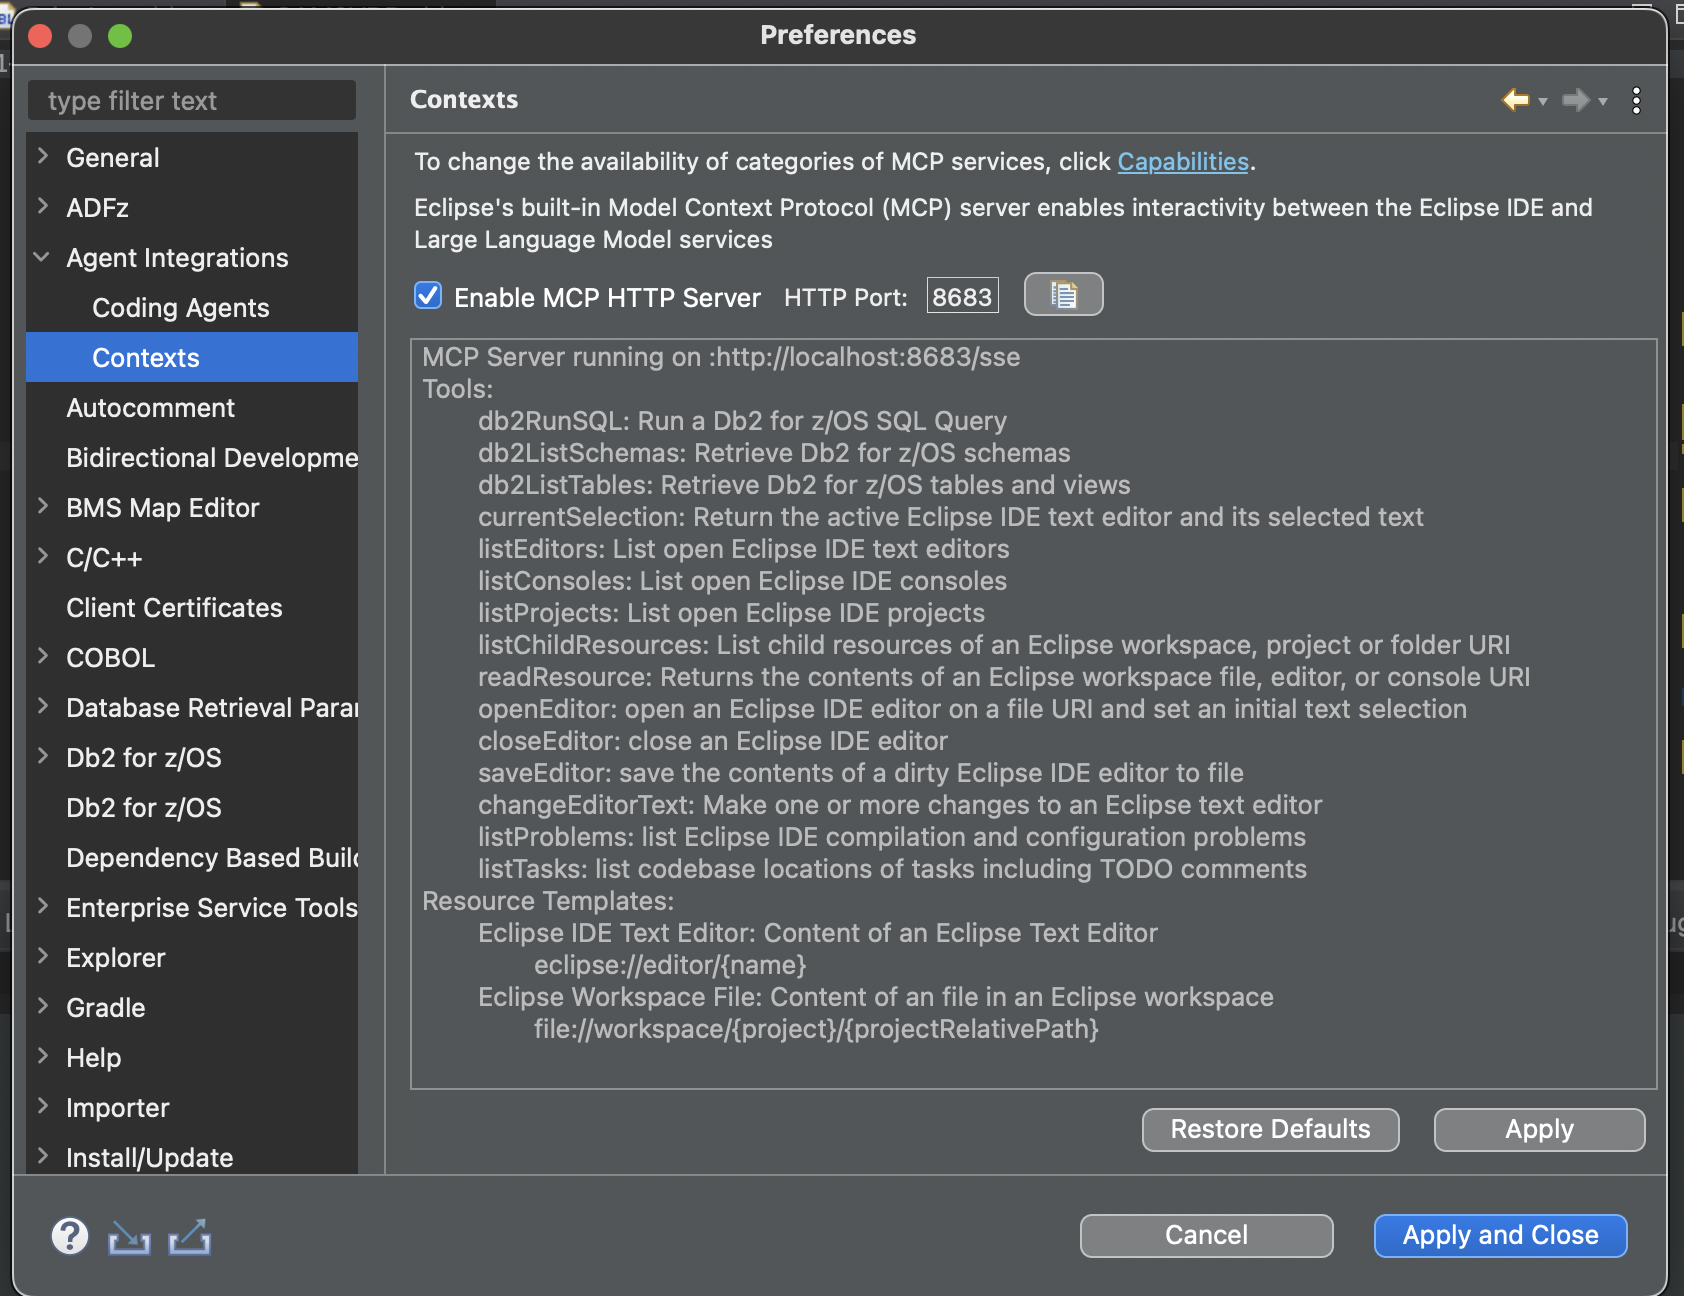 Preferences
type filter text
General
ADFz
Agent Integrations
Coding Agents
Contexts
Autocomment
Bidirectional Developme
BMS Map Editor
C/C++
Client Certificates
COBOL
Database Retrieval Parar
Db2 for z/OS
Db2 for z/OS
Dependency Based Build
Enterprise Service Tools
Explorer
Gradle
Help
Importer
Install/Update
Contexts
To change the availability of categories of MCP services, click Capabilities.
Eclipse's built-in Model Context Protocol (MCP) server enables interactivity between the Eclipse IDE and
Large Language Model services
Enable MCP HTTP Server HTTP Port: 8683
MCP Server running on :http://localhost:8683/sse
Tools:
db2RunSQL: Run a Db2 for z/OS SQL Query
db2ListSchemas: Retrieve Db2 for z/OS schemas
db2ListTables: Retrieve Db2 for z/OS tables and views
currentSelection: Return the active Eclipse IDE text editor and its selected text
listEditors: List open Eclipse IDE text editors
listConsoles: List open Eclipse IDE consoles
listProjects: List open Eclipse IDE projects
listChildResources: List child resources of an Eclipse workspace, project or folder URI
readResource: Returns the contents of an Eclipse workspace file, editor, or console URI
openEditor: open an Eclipse IDE editor on a file URI and set an initial text selection
closeEditor: close an Eclipse IDE editor
saveEditor: save the contents of a dirty Eclipse IDE editor to file
changeEditorText: Make one or more changes to an Eclipse text editor
listProblems: list Eclipse IDE compilation and configuration problems
listTasks: list codebase locations of tasks including TODO comments
Resource Templates:
Eclipse IDE Text Editor: Content of an Eclipse Text Editor
eclipse://editor/{name}
Eclipse Workspace File: Content of an file in an Eclipse workspace
file://workspace/{project}/{projectRelativePath}
Restore Defaults Apply
? Cancel Apply and Close